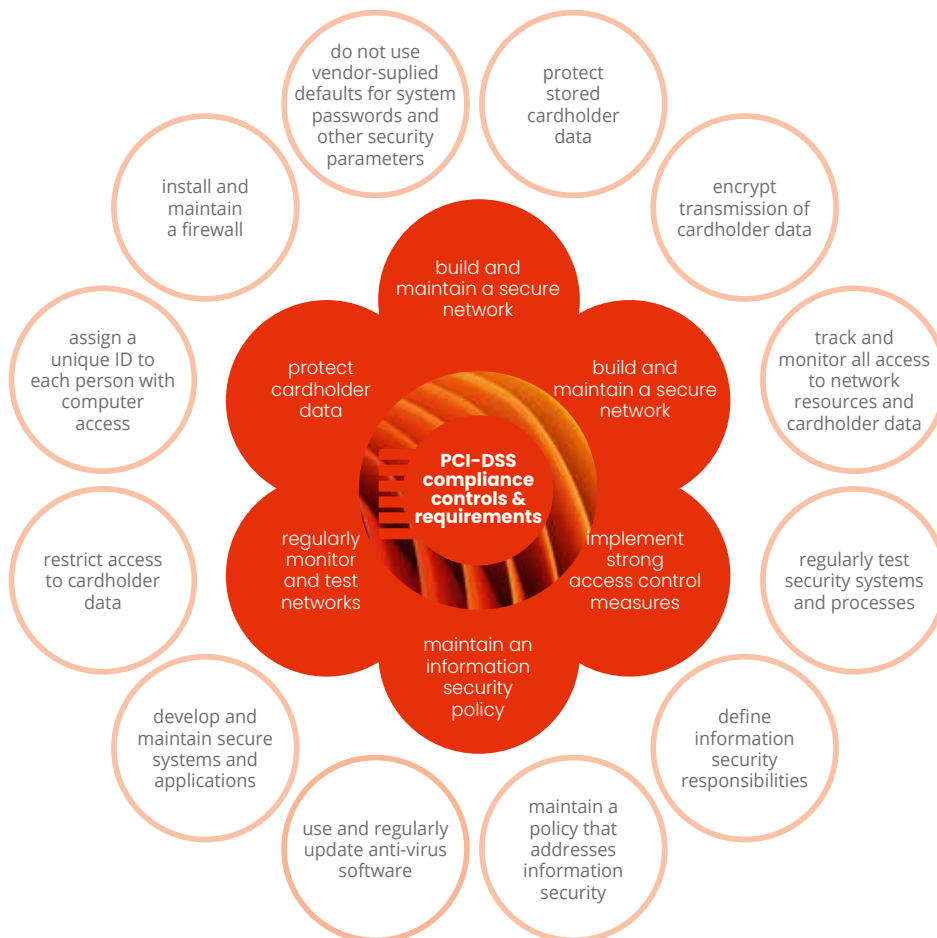 do not use
vendor-suplied
defaults for system
passwords and
other security
parameters
protect
stored
cardholder
data
encrypt
transmission of
cardholder data
track and
monitor all access
to network
resources and
cardholder data
regularly test
security systems
and processes
define
information
security
responsibilities
maintain a
policy that
addresses
information
security
use and regularly
update anti-virus
software
develop and
maintain secure
systems and
applications
restrict access
to cardholder
data
assign a
unique ID to
each person with
computer
access
install and
maintain
a firewall
build and
maintain a secure
network
build and
maintain a secure
network
implement
strong
access control
measures
maintain an
information
security
policy
regularly
monitor
and test
networks
protect
cardholder
data
PCI-DSS
compliance
controls &
requirements